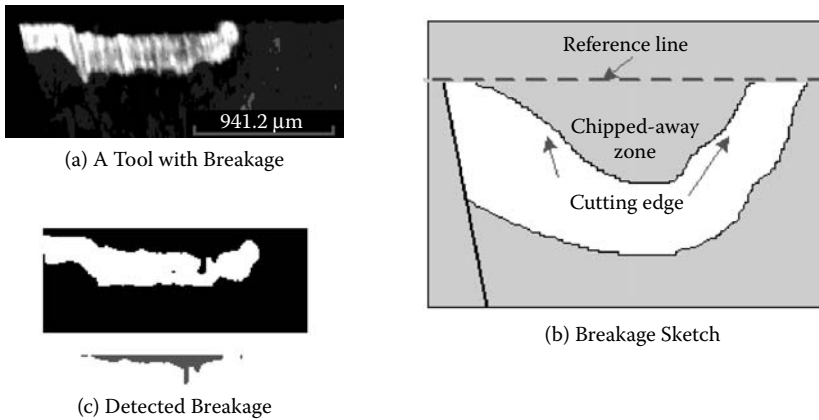 941.2 μm
(a) A Tool with Breakage
Reference line
Chipped-away
zone
Cutting edge
(b) Breakage Sketch
(c) Detected Breakage